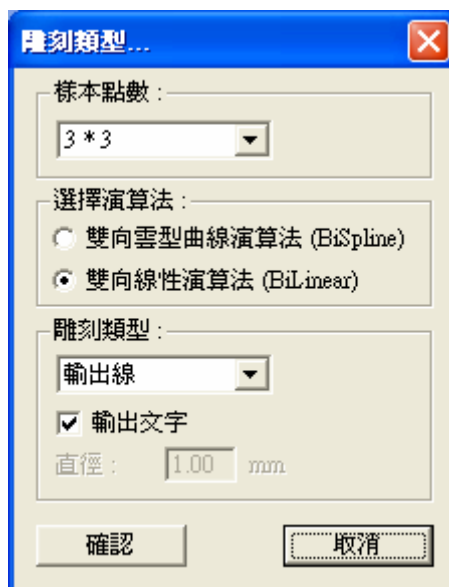 雕刻類型...
樣本點數 :
3 * 3
選擇演算法 :
雙向雲型曲線演算法 (BiSpline)
雙向線性演算法 (BiLinear)
雕刻類型 :
輸出線
輸出文字
直徑 : 1.00 mm
確認 取消